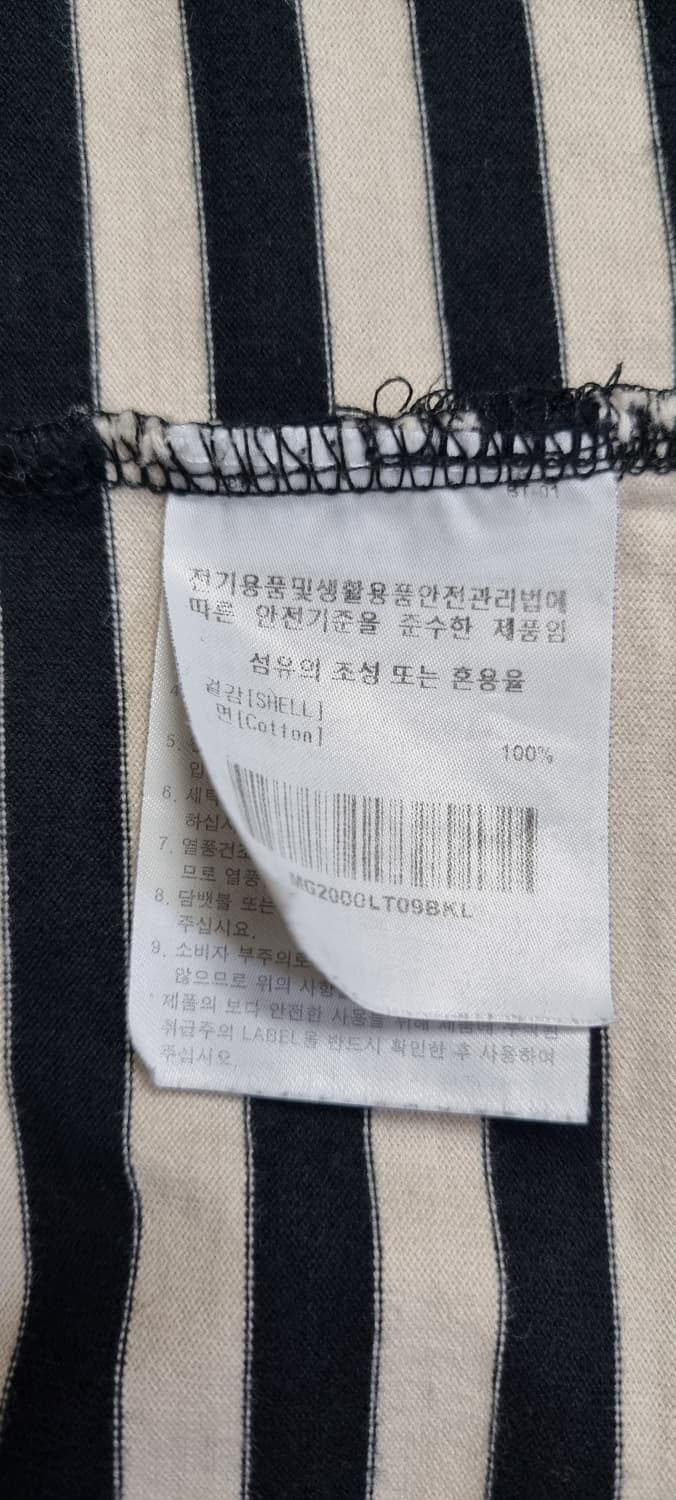 전기용품및생활용품안전관리법에
따른 안전기준을 준수한 제품임
섬유의 조성 또는 혼용율
겉감[SHELL]
면[Cotton]
100%
MG2000LT09BKL
5.
6. 세탁
하십시
7. 열풍건조
므로 열풍
8. 담뱃불 또는
주십시요.
9. 소비자 부주의로
않으므로 위의 사항
제품의 보다 안전한 사용을 위해 제품에
취급주의 LABEL을 반드시 확인한 후 사용하여
주십시요.